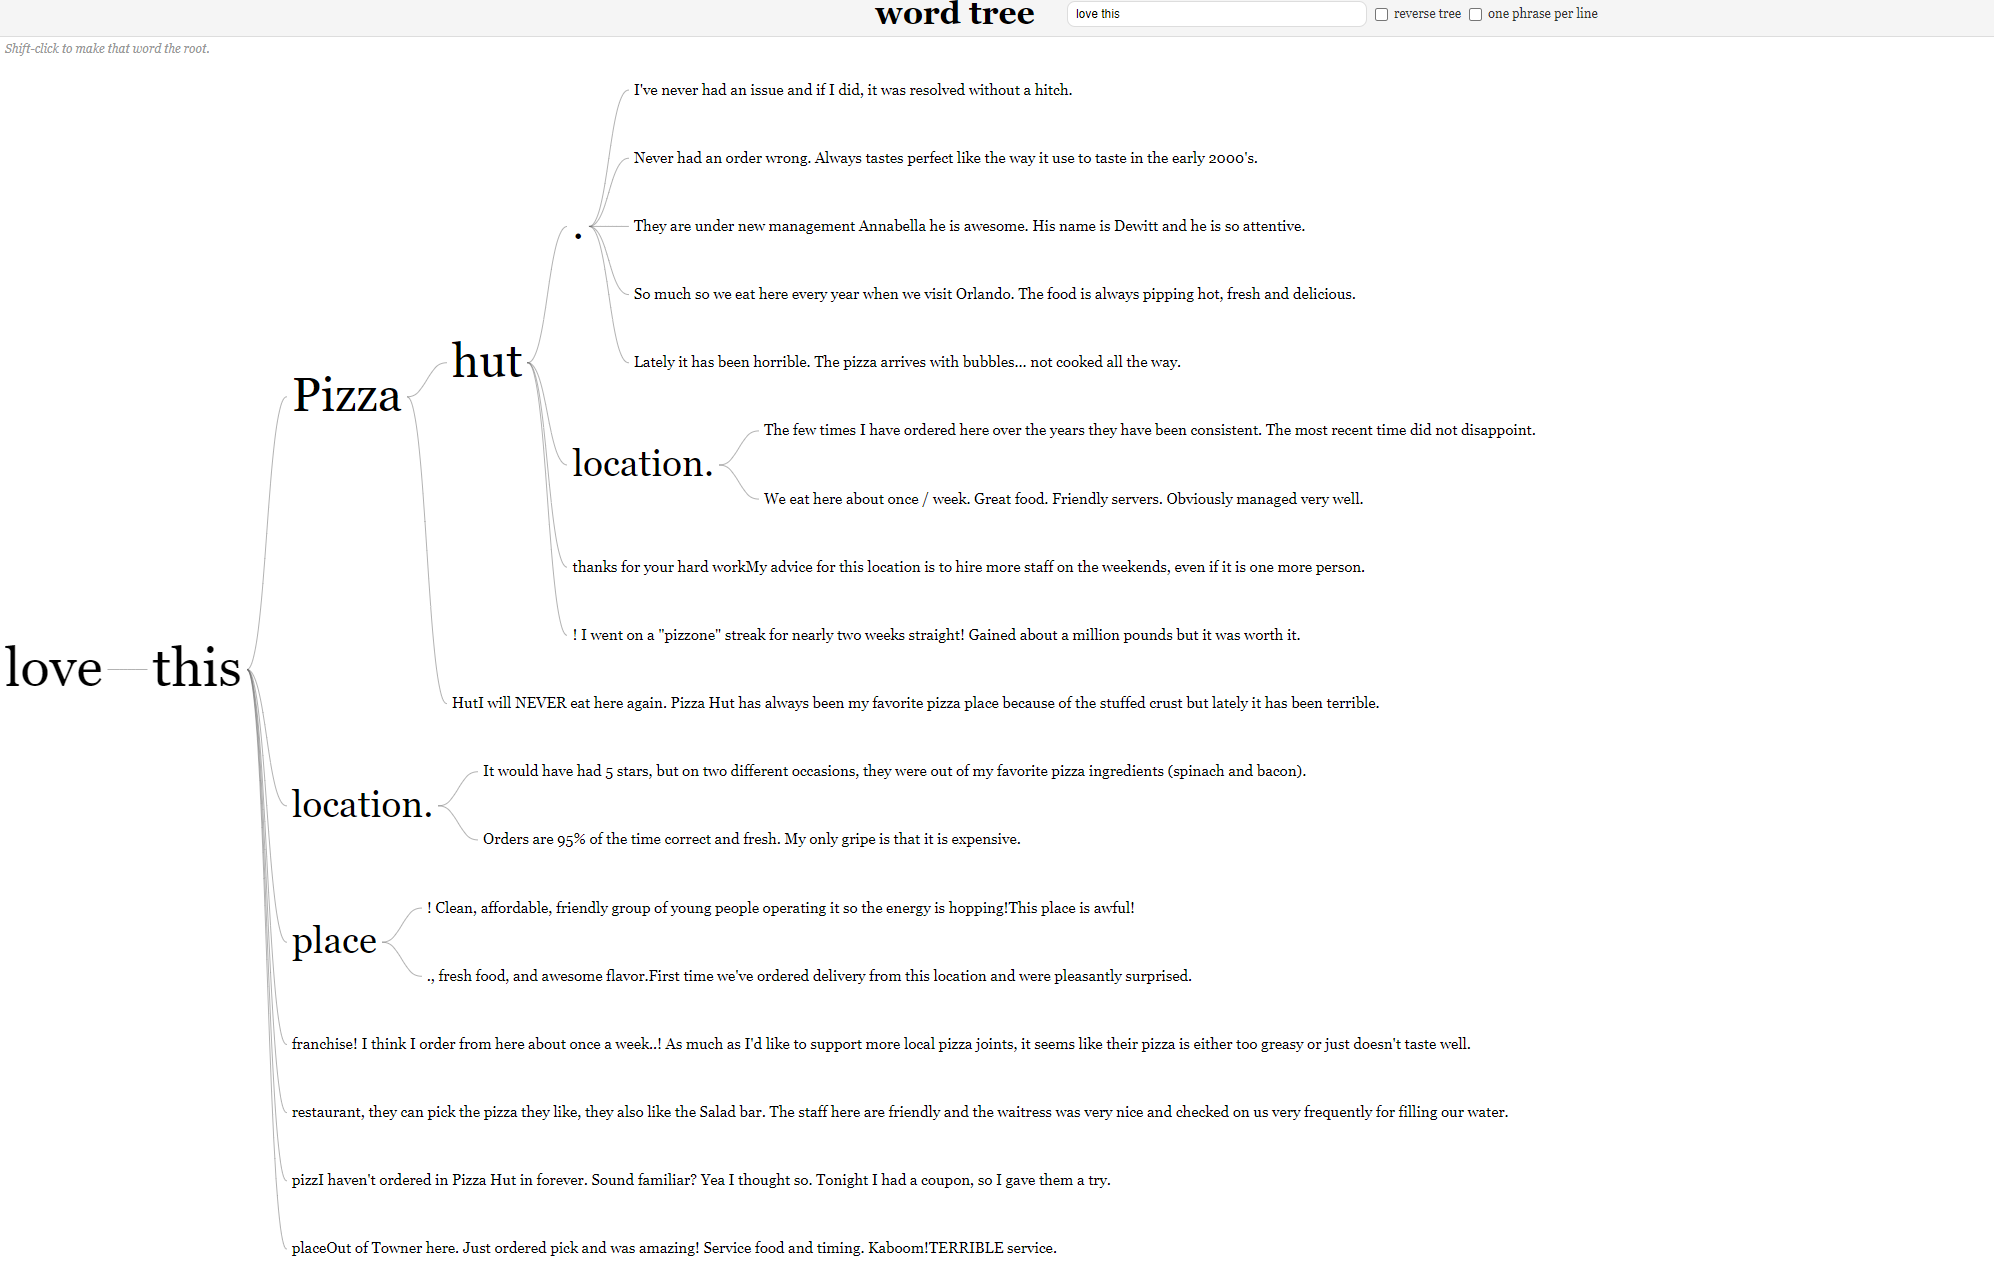 word tree
love this
reverse tree
one phrase per line
Shift-click to make that word the root.
love this
Pizza
hut
.
I've never had an issue and if I did, it was resolved without a hitch.
Never had an order wrong. Always tastes perfect like the way it use to taste in the early 2000's.
They are under new management Annabella he is awesome. His name is Dewitt and he is so attentive.
So much so we eat here every year when we visit Orlando. The food is always pipping hot, fresh and delicious.
Lately it has been horrible. The pizza arrives with bubbles... not cooked all the way.
location.
The few times I have ordered here over the years they have been consistent. The most recent time did not disappoint.
We eat here about once / week. Great food. Friendly servers. Obviously managed very well.
thanks for your hard workMy advice for this location is to hire more staff on the weekends, even if it is one more person.
! I went on a "pizzone" streak for nearly two weeks straight! Gained about a million pounds but it was worth it.
HutI will NEVER eat here again. Pizza Hut has always been my favorite pizza place because of the stuffed crust but lately it has been terrible.
location.
It would have had 5 stars, but on two different occasions, they were out of my favorite pizza ingredients (spinach and bacon).
Orders are 95% of the time correct and fresh. My only gripe is that it is expensive.
place
! Clean, affordable, friendly group of young people operating it so the energy is hopping!This place is awful!
., fresh food, and awesome flavor.First time we've ordered delivery from this location and were pleasantly surprised.
franchise! I think I order from here about once a week..! As much as I'd like to support more local pizza joints, it seems like their pizza is either too greasy or just doesn't taste well.
restaurant, they can pick the pizza they like, they also like the Salad bar. The staff here are friendly and the waitress was very nice and checked on us very frequently for filling our water.
pizzI haven't ordered in Pizza Hut in forever. Sound familiar? Yea I thought so. Tonight I had a coupon, so I gave them a try.
placeOut of Towner here. Just ordered pick and was amazing! Service food and timing. Kaboom!TERRIBLE service.